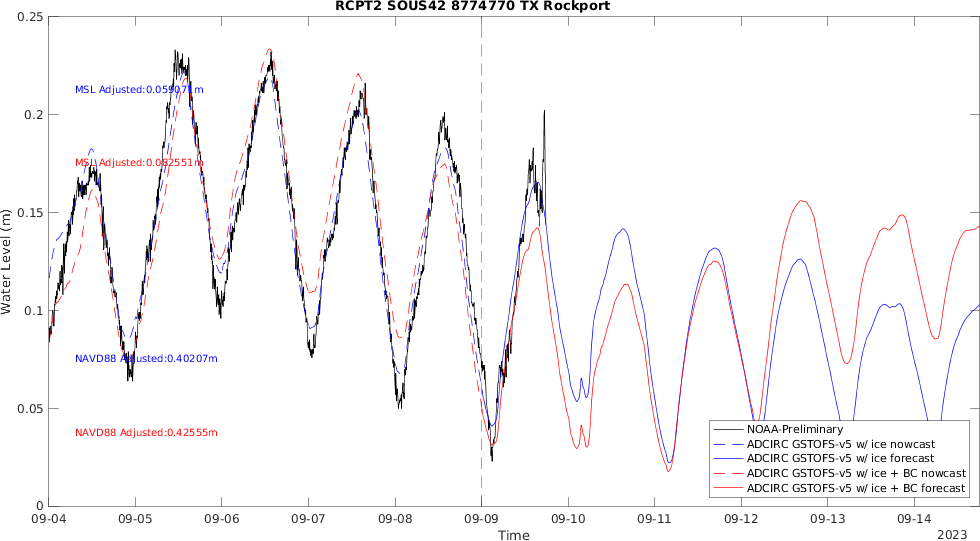 RCPT2 SOUS42 8774770 TX Rockport
0.25
0.2
0.15
0.1
0.05
0
Water Level (m)
MSL Adjusted:0.059071m
MSL Adjusted:0.082551m
NAVD88 Adjusted:0.40207m
NAVD88 Adjusted:0.42555m
NOAA-Preliminary
ADCIRC GSTOFS-v5 w/ ice nowcast
ADCIRC GSTOFS-v5 w/ ice forecast
ADCIRC GSTOFS-v5 w/ ice + BC nowcast
ADCIRC GSTOFS-v5 w/ ice + BC forecast
09-04 09-05 09-06 09-07 09-08 09-09 09-10 09-11 09-12 09-13 09-14
Time
2023